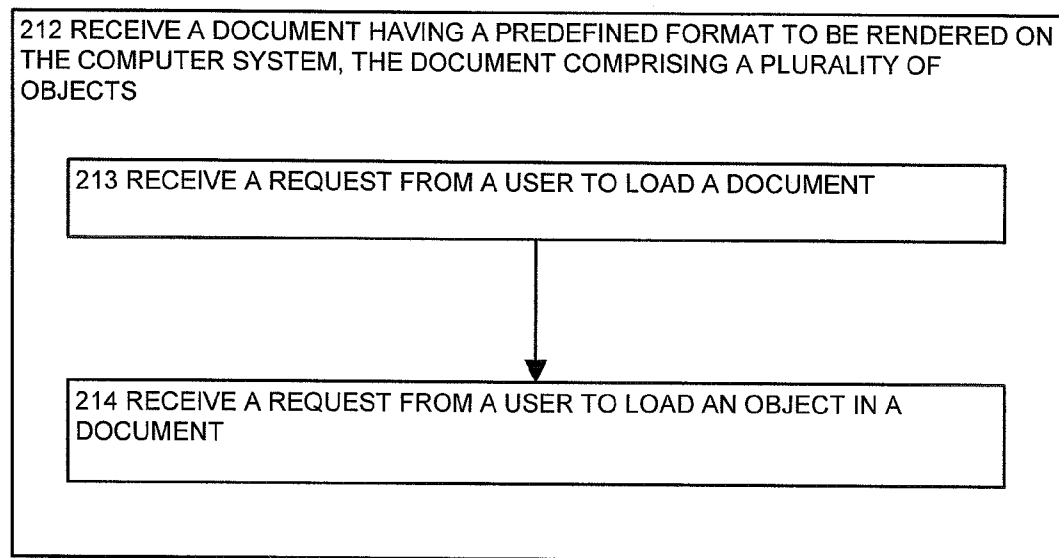 212 RECEIVE A DOCUMENT HAVING A PREDEFINED FORMAT TO BE RENDERED ON
THE COMPUTER SYSTEM, THE DOCUMENT COMPRISING A PLURALITY OF
OBJECTS
213 RECEIVE A REQUEST FROM A USER TO LOAD A DOCUMENT
214 RECEIVE A REQUEST FROM A USER TO LOAD AN OBJECT IN A
DOCUMENT